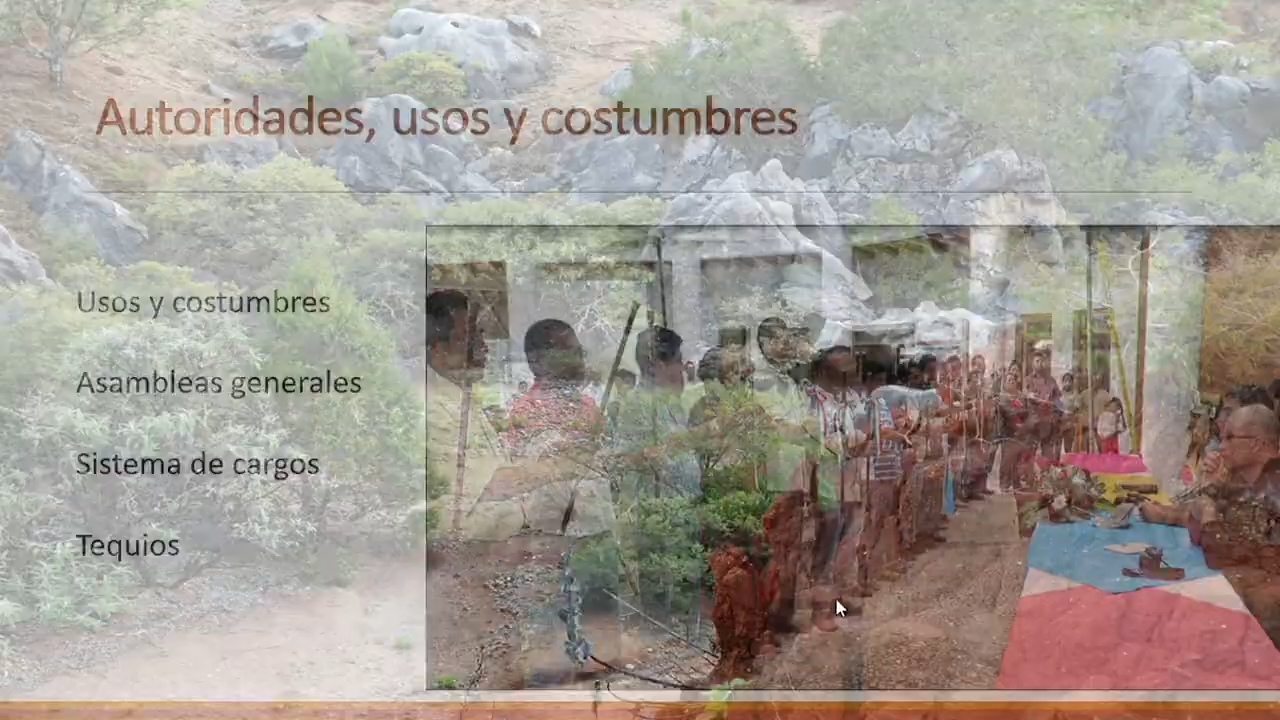 Autoridades, usos y costumbres
Usos y costumbres
Asambleas generales
Sistema de cargos
Tequios